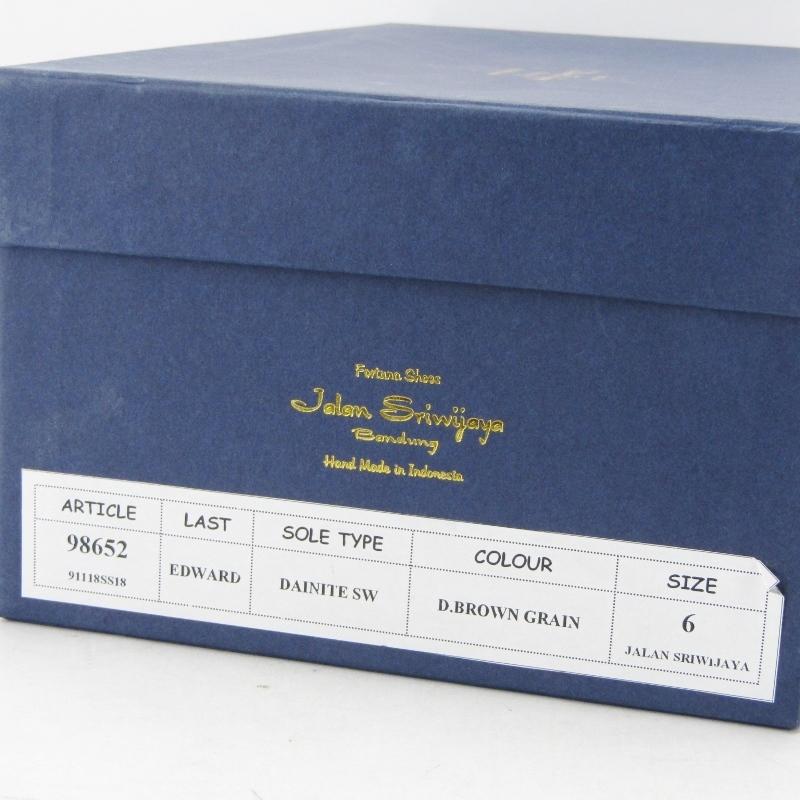 Fortuna Shoes
Jalan Sriwijaya
Bandung
Hand Made in Indonesia
ARTICLE LAST SOLE TYPE COLOUR SIZE
98652 EDWARD DAINITE SW D.BROWN GRAIN 6
91118SS18 JALAN SRIWIJAYA